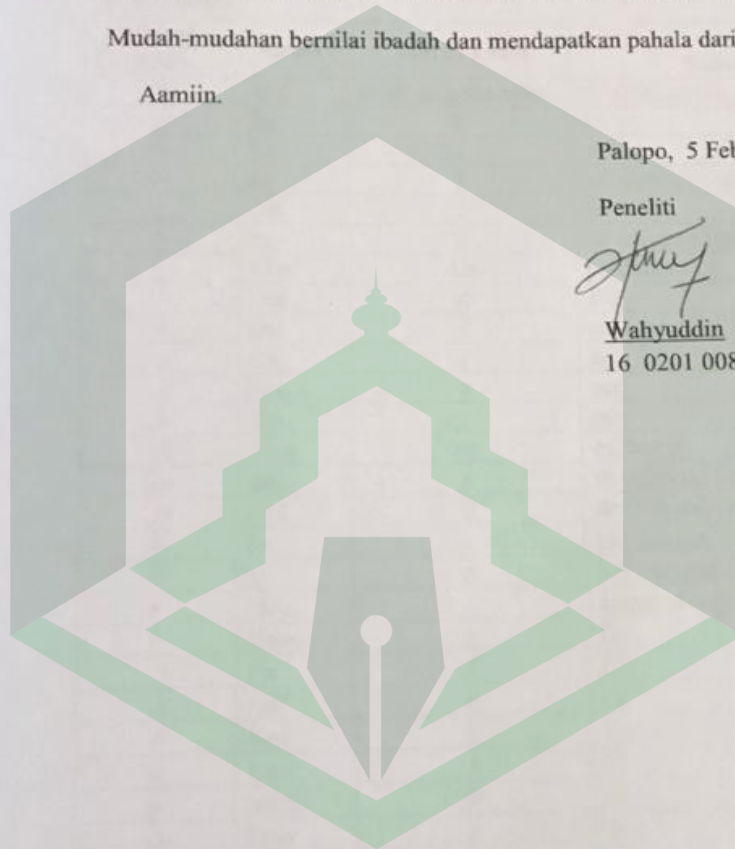 Mudah-mudahan bernilai ibadah dan mendapatkan pahala dari
Aamiin.
Palopo, 5 Feb
Peneliti
Wahyuddin
16 0201 008